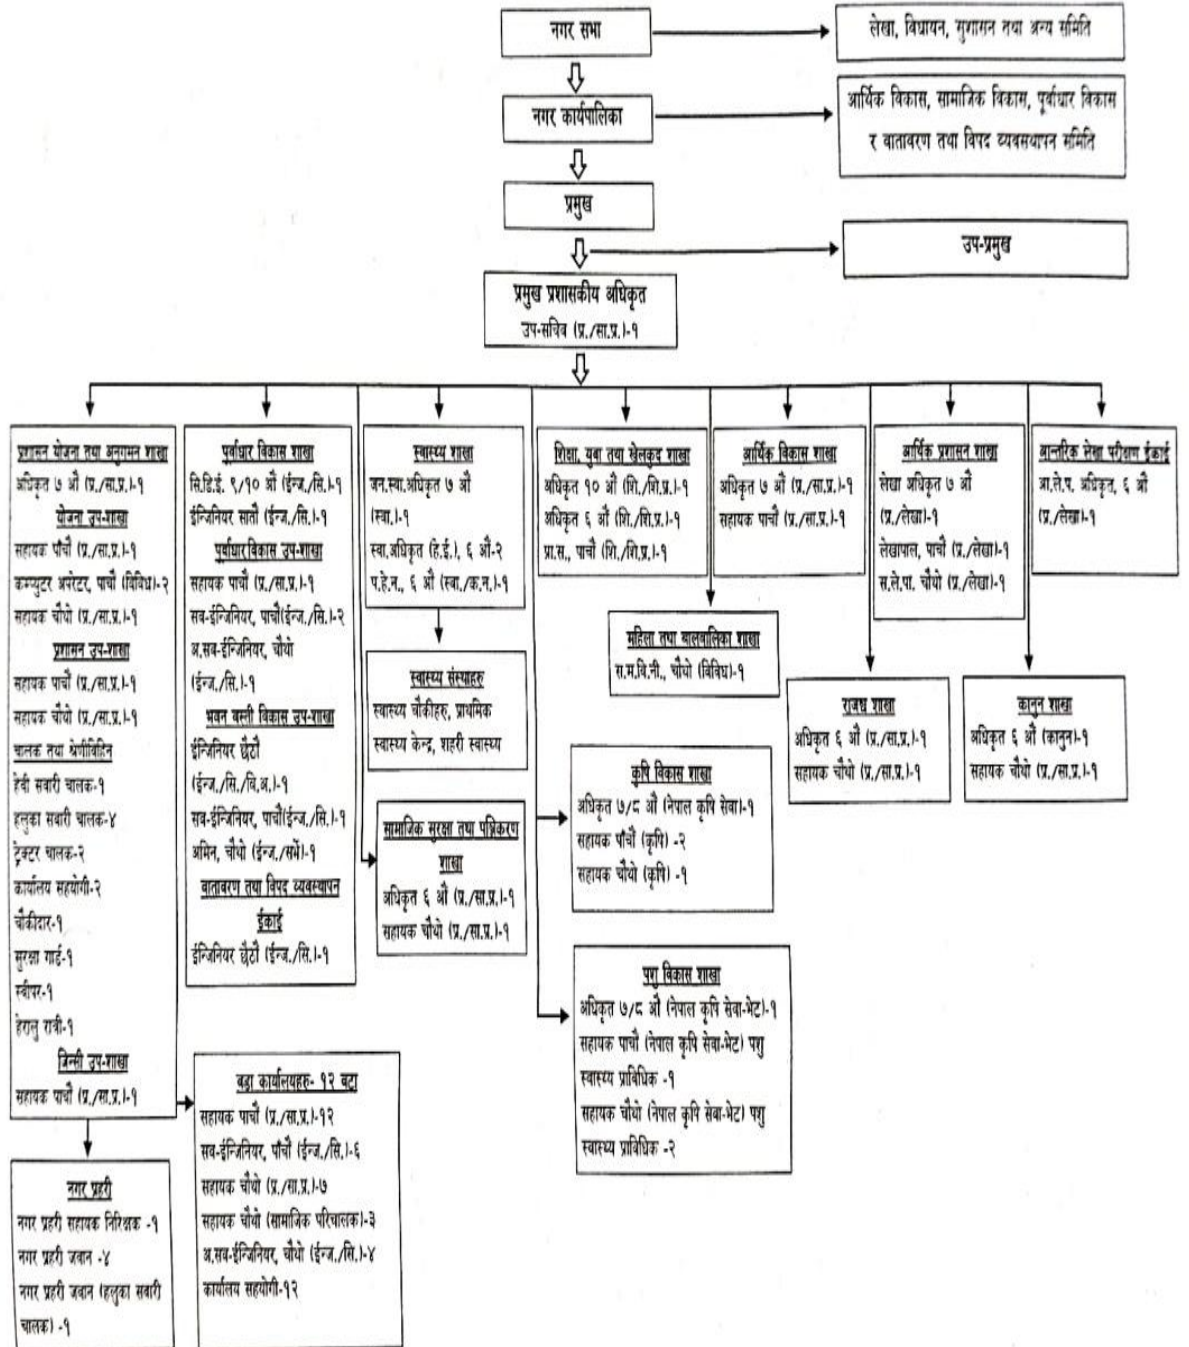 नगर सभा
लेखा, विधायन, सुशासन तथा अन्य समिति
नगर कार्यपालिका
आर्थिक विकास, सामाजिक विकास, पूर्वाधार विकास
र वातावरण तथा विपद व्यवसथापन समिति
प्रमुख
उप-प्रमुख
प्रमुख प्रशासकीय अधिकृत
उप-सचिव (प्र./सा.प्र.)-१
प्रशासन योजना तथा अनुगमन शाखा
अधिकृत ७ औं (प्र./सा.प्र.)-१
योजना उप-शाखा
सहायक पाँचौ (प्र./सा.प्र.)-१
कम्प्युटर अपरेटर, पाचौं (विविध)-२
सहायक चौथो (प्र./सा.प्र.)-१
प्रशासन उप-शाखा
सहायक पाचौं (प्र./सा.प्र.)-१
सहायक चौथो (प्र./सा.प्र.)-१
चालक तथा श्रेणीविहिन
हेवी सवारी चालक-१
हलुका सवारी चालक-४
ट्रेक्टर चालक-२
कार्यालय सहयोगी-२
चौकीदार-१
सुरक्षा गार्ड-१
स्वीपर-१
हेरालु रात्री-१
जिन्सी उप-शाखा
सहायक पाचौं (प्र./सा.प्र.)-१
पूर्वाधार विकास शाखा
सि.डि.ई. ९/१० औं (ईन्ज./सि.)-१
ईन्जिनियर सातौं (ईन्ज./सि.)-१
पूर्वाधार विकास उप-शाखा
सहायक पाचौं (प्र./सा.प्र.)-१
सव-ईन्जिनियर, पाचौं(ईन्ज./सि.)-२
अ.सव-ईन्जिनियर, चौथो
(ईन्ज./सि.)-१
भवन वस्ती विकास उप-शाखा
ईन्जिनियर छैटौं
(ईन्ज./सि./वि.अ.)-१
सव-ईन्जिनियर, पाचौं(ईन्ज./सि.)-१
अमिन, चौथो (ईन्ज./सर्भे)-१
वातावरण तथा विपद व्यवस्थापन
ईकाई
ईन्जिनियर छैटौं (ईन्ज./सि.)-१
स्वास्थ्य शाखा
जन.स्वा.अधिकृत ७ औं
(स्वा.)-१
स्वा.अधिकृत (हे.ई.), ६ औं-२
प.हे.न., ६ औं (स्वा./क.न.)-१
स्वास्थ्य संस्थाहरु
स्वास्थ्य चौकीहरु, प्राथमिक
स्वास्थ्य केन्द्र, शहरी स्वास्थ्य
सामाजिक सुरक्षा तथा पञ्जिकरण
शाखा
अधिकृत ६ औं (प्र./सा.प्र.)-१
सहायक चौथो (प्र./सा.प्र.)-१
शिक्षा, युवा तथा खेलकुद शाखा
अधिकृत १० औं (शि./शि.प्र.)-१
अधिकृत ६ औं (शि./शि.प्र.)-१
प्रा.स., पाचौं (शि./शि.प्र.)-१
आर्थिक विकास शाखा
अधिकृत ७ औं (प्र./सा.प्र.)-१
सहायक पाचौं (प्र./सा.प्र.)-१
आर्थिक प्रशासन शाखा
लेखा अधिकृत ७ औं
(प्र./लेखा)-१
लेखापाल, पाचौं (प्र./लेखा)-१
स.ले.पा. चौथो (प्र./लेखा)-१
आन्तरिक लेखा परीक्षण ईकाई
आ.ले.प. अधिकृत, ६ औं
(प्र./लेखा)-१
महिला तथा बालबालिका शाखा
स.म.वि.नी., चौथो (विविध)-१
राजश्व शाखा
अधिकृत ६ औं (प्र./सा.प्र.)-१
सहायक चौथो (प्र./सा.प्र.)-१
कानुन शाखा
अधिकृत ६ औं (कानुन)-१
सहायक चौथो (प्र./सा.प्र.)-१
कृषि विकास शाखा
अधिकृत ७/८ औं (नेपाल कृषि सेवा)-१
सहायक पाँचौं (कृषि) -२
सहायक चौथो (कृषि) -१
पशु विकास शाखा
अधिकृत ७/८ औं (नेपाल कृषि सेवा-भेट)-१
सहायक पाचौं (नेपाल कृषि सेवा-भेट) पशु
स्वास्थ्य प्राविधिक -१
सहायक चौथो (नेपाल कृषि सेवा-भेट) पशु
स्वास्थ्य प्राविधिक -२
वडा कार्यालयहरु- १२ वटा
सहायक पाचौं (प्र./सा.प्र.)-१२
सव-ईन्जिनियर, पाँचौं (ईन्ज./सि.)-६
सहायक चौथो (प्र./सा.प्र.)-७
सहायक चौथो (सामाजिक परिचालक)-३
अ.सव-ईन्जिनियर, चौथो (ईन्ज./सि.)-४
कार्यालय सहयोगी-१२
नगर प्रहरी
नगर प्रहरी सहायक निरिक्षक -१
नगर प्रहरी जवान -४
नगर प्रहरी जवान (हलुका सवारी
चालक) -१